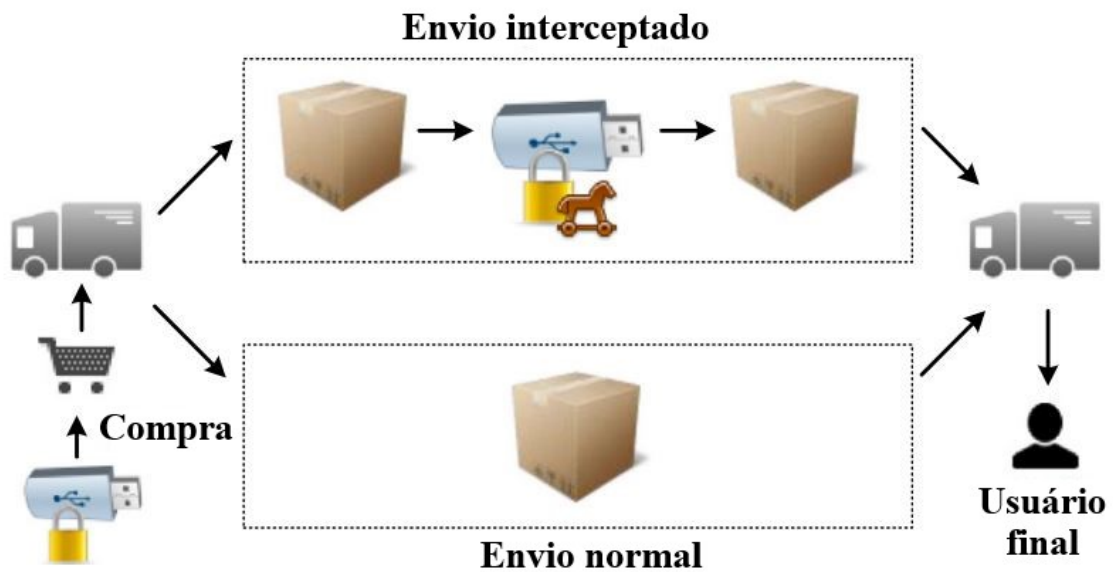 Envio interceptado
Compra
Usuário
final
Envio normal